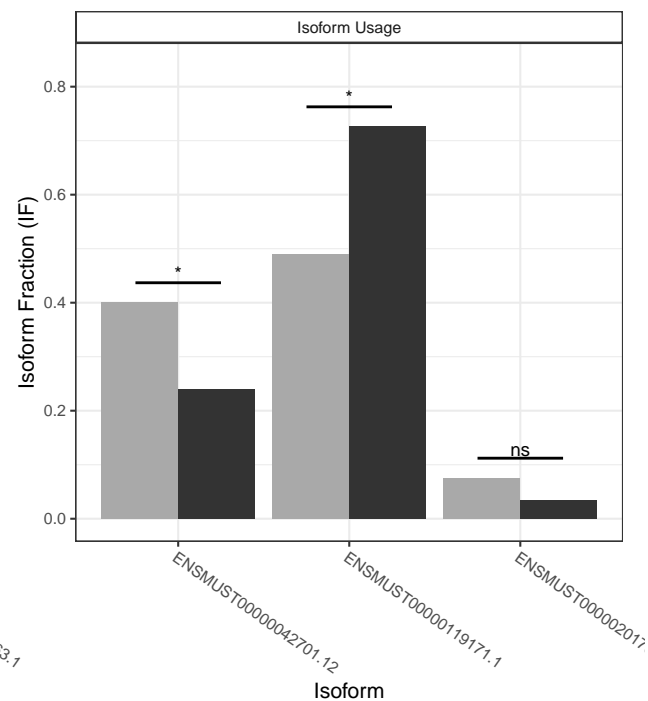 Isoform Usage
0.8
0.6
0.4
0.2
0.0
Isoform Fraction (IF)
*
*
ns
ENSMUST00000042701.12
ENSMUST00000119171.1
Isoform